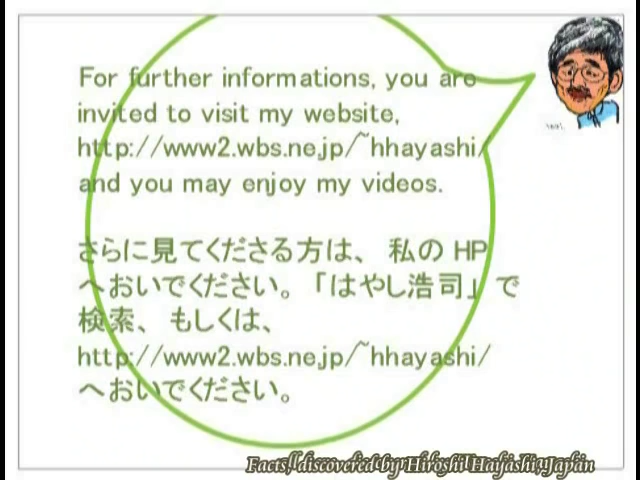 For further informations, you are
invited to visit my website,
http://www2.wbs.ne.jp/~hhayashi/
and you may enjoy my videos.
さらに見てくださる方は、 私の HP
へおいでください。「はやし浩司」で
検索、 もしくは、
http://www2.wbs.ne.jp/~hhayashi/
へおいでください。
Facts, discovered by Hiroshi Hayashi, Japan